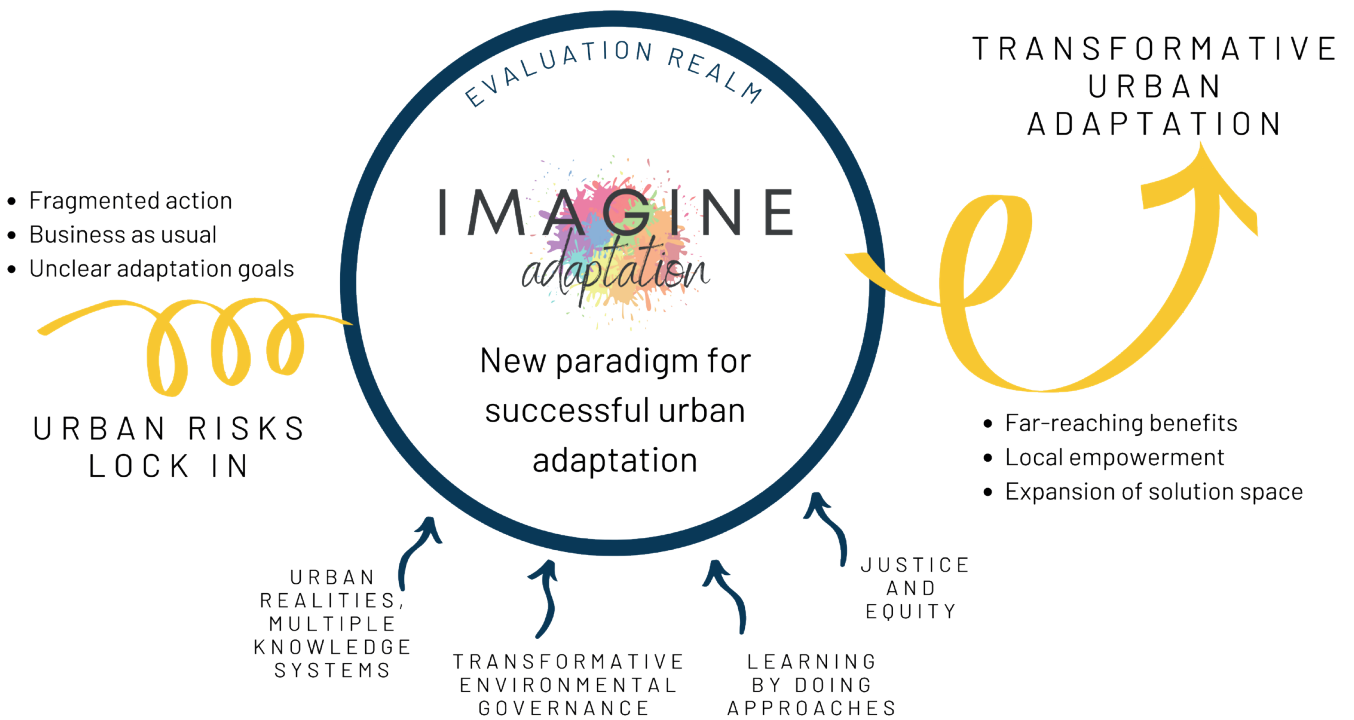 EVALUATION REALM
IMAGINE
adaptation
New paradigm for
successful urban
adaptation
• Fragmented action
• Business as usual
• Unclear adaptation goals
URBAN RISKS
LOCK IN
TRANSFORMATIVE
URBAN
ADAPTATION
• Far-reaching benefits
• Local empowerment
• Expansion of solution space
URBAN
REALITIES,
MULTIPLE
KNOWLEDGE
SYSTEMS
TRANSFORMATIVE
ENVIRONMENTAL
GOVERNANCE
LEARNING
BY DOING
APPROACHES
JUSTICE
AND
EQUITY